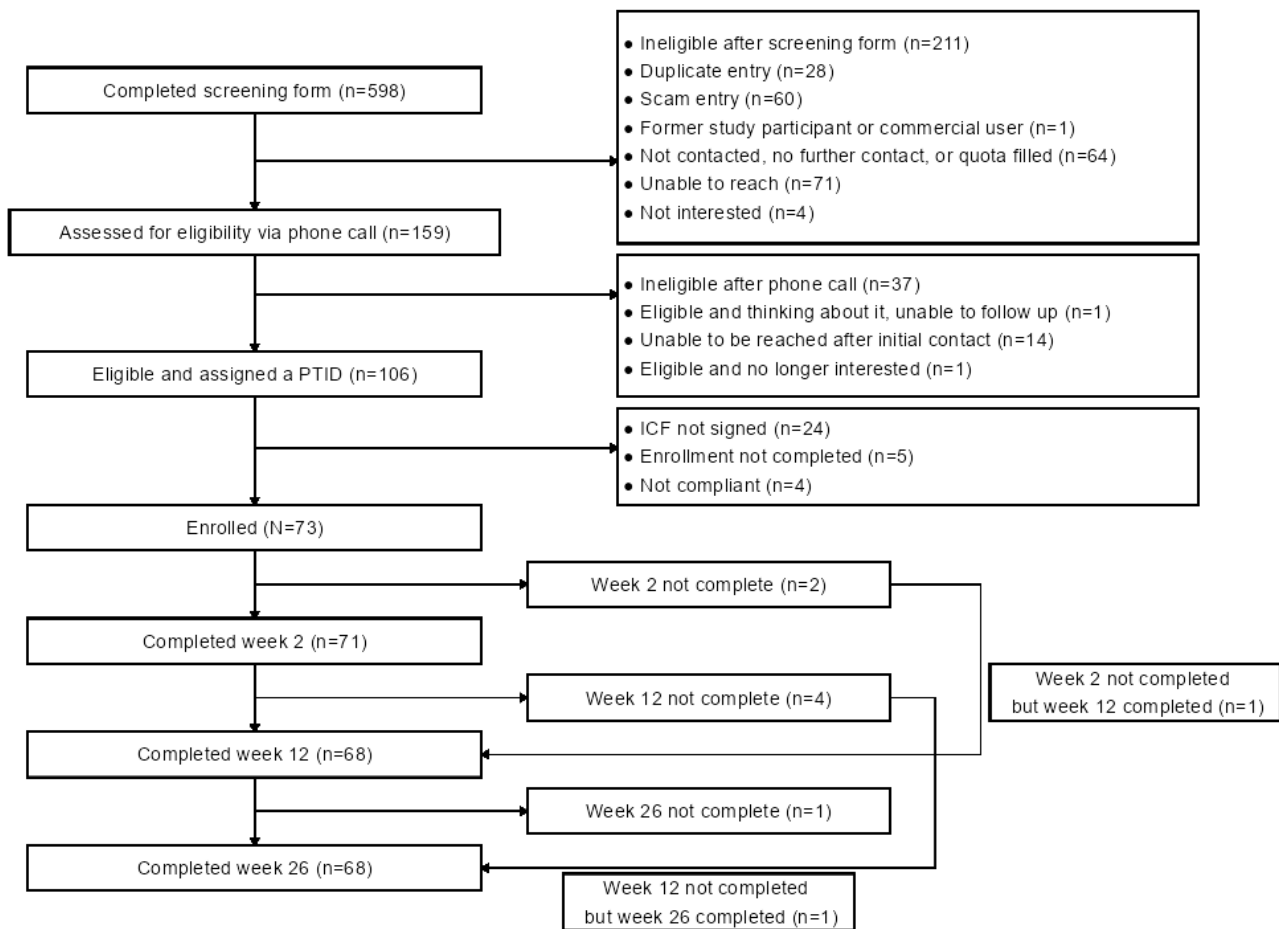 Completed screening form (n=598)
● Ineligible after screening form (n=211)
● Duplicate entry (n=28)
● Scam entry (n=60)
● Former study participant or commercial user (n=1)
● Not contacted, no further contact, or quota filled (n=64)
● Unable to reach (n=71)
● Not interested (n=4)
Assessed for eligibility via phone call (n=159)
● Ineligible after phone call (n=37)
● Eligible and thinking about it, unable to follow up (n=1)
● Unable to be reached after initial contact (n=14)
● Eligible and no longer interested (n=1)
Eligible and assigned a PTID (n=106)
● ICF not signed (n=24)
● Enrollment not completed (n=5)
● Not compliant (n=4)
Enrolled (N=73)
Week 2 not complete (n=2)
Completed week 2 (n=71)
Week 2 not completed
but week 12 completed (n=1)
Week 12 not complete (n=4)
Completed week 12 (n=68)
Week 26 not complete (n=1)
Completed week 26 (n=68)
Week 12 not completed
but week 26 completed (n=1)